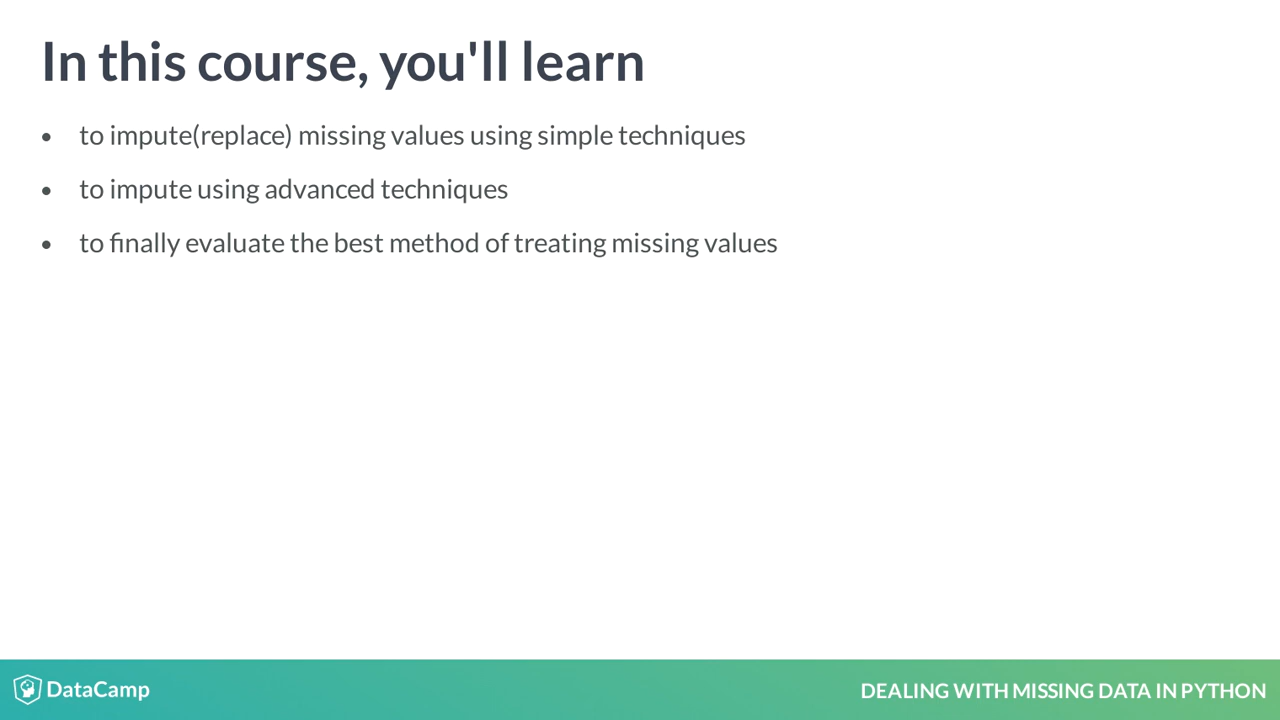 In this course, you'll learn
• to impute(replace) missing values using simple techniques
• to impute using advanced techniques
• to finally evaluate the best method of treating missing values
DataCamp
DEALING WITH MISSING DATA IN PYTHON